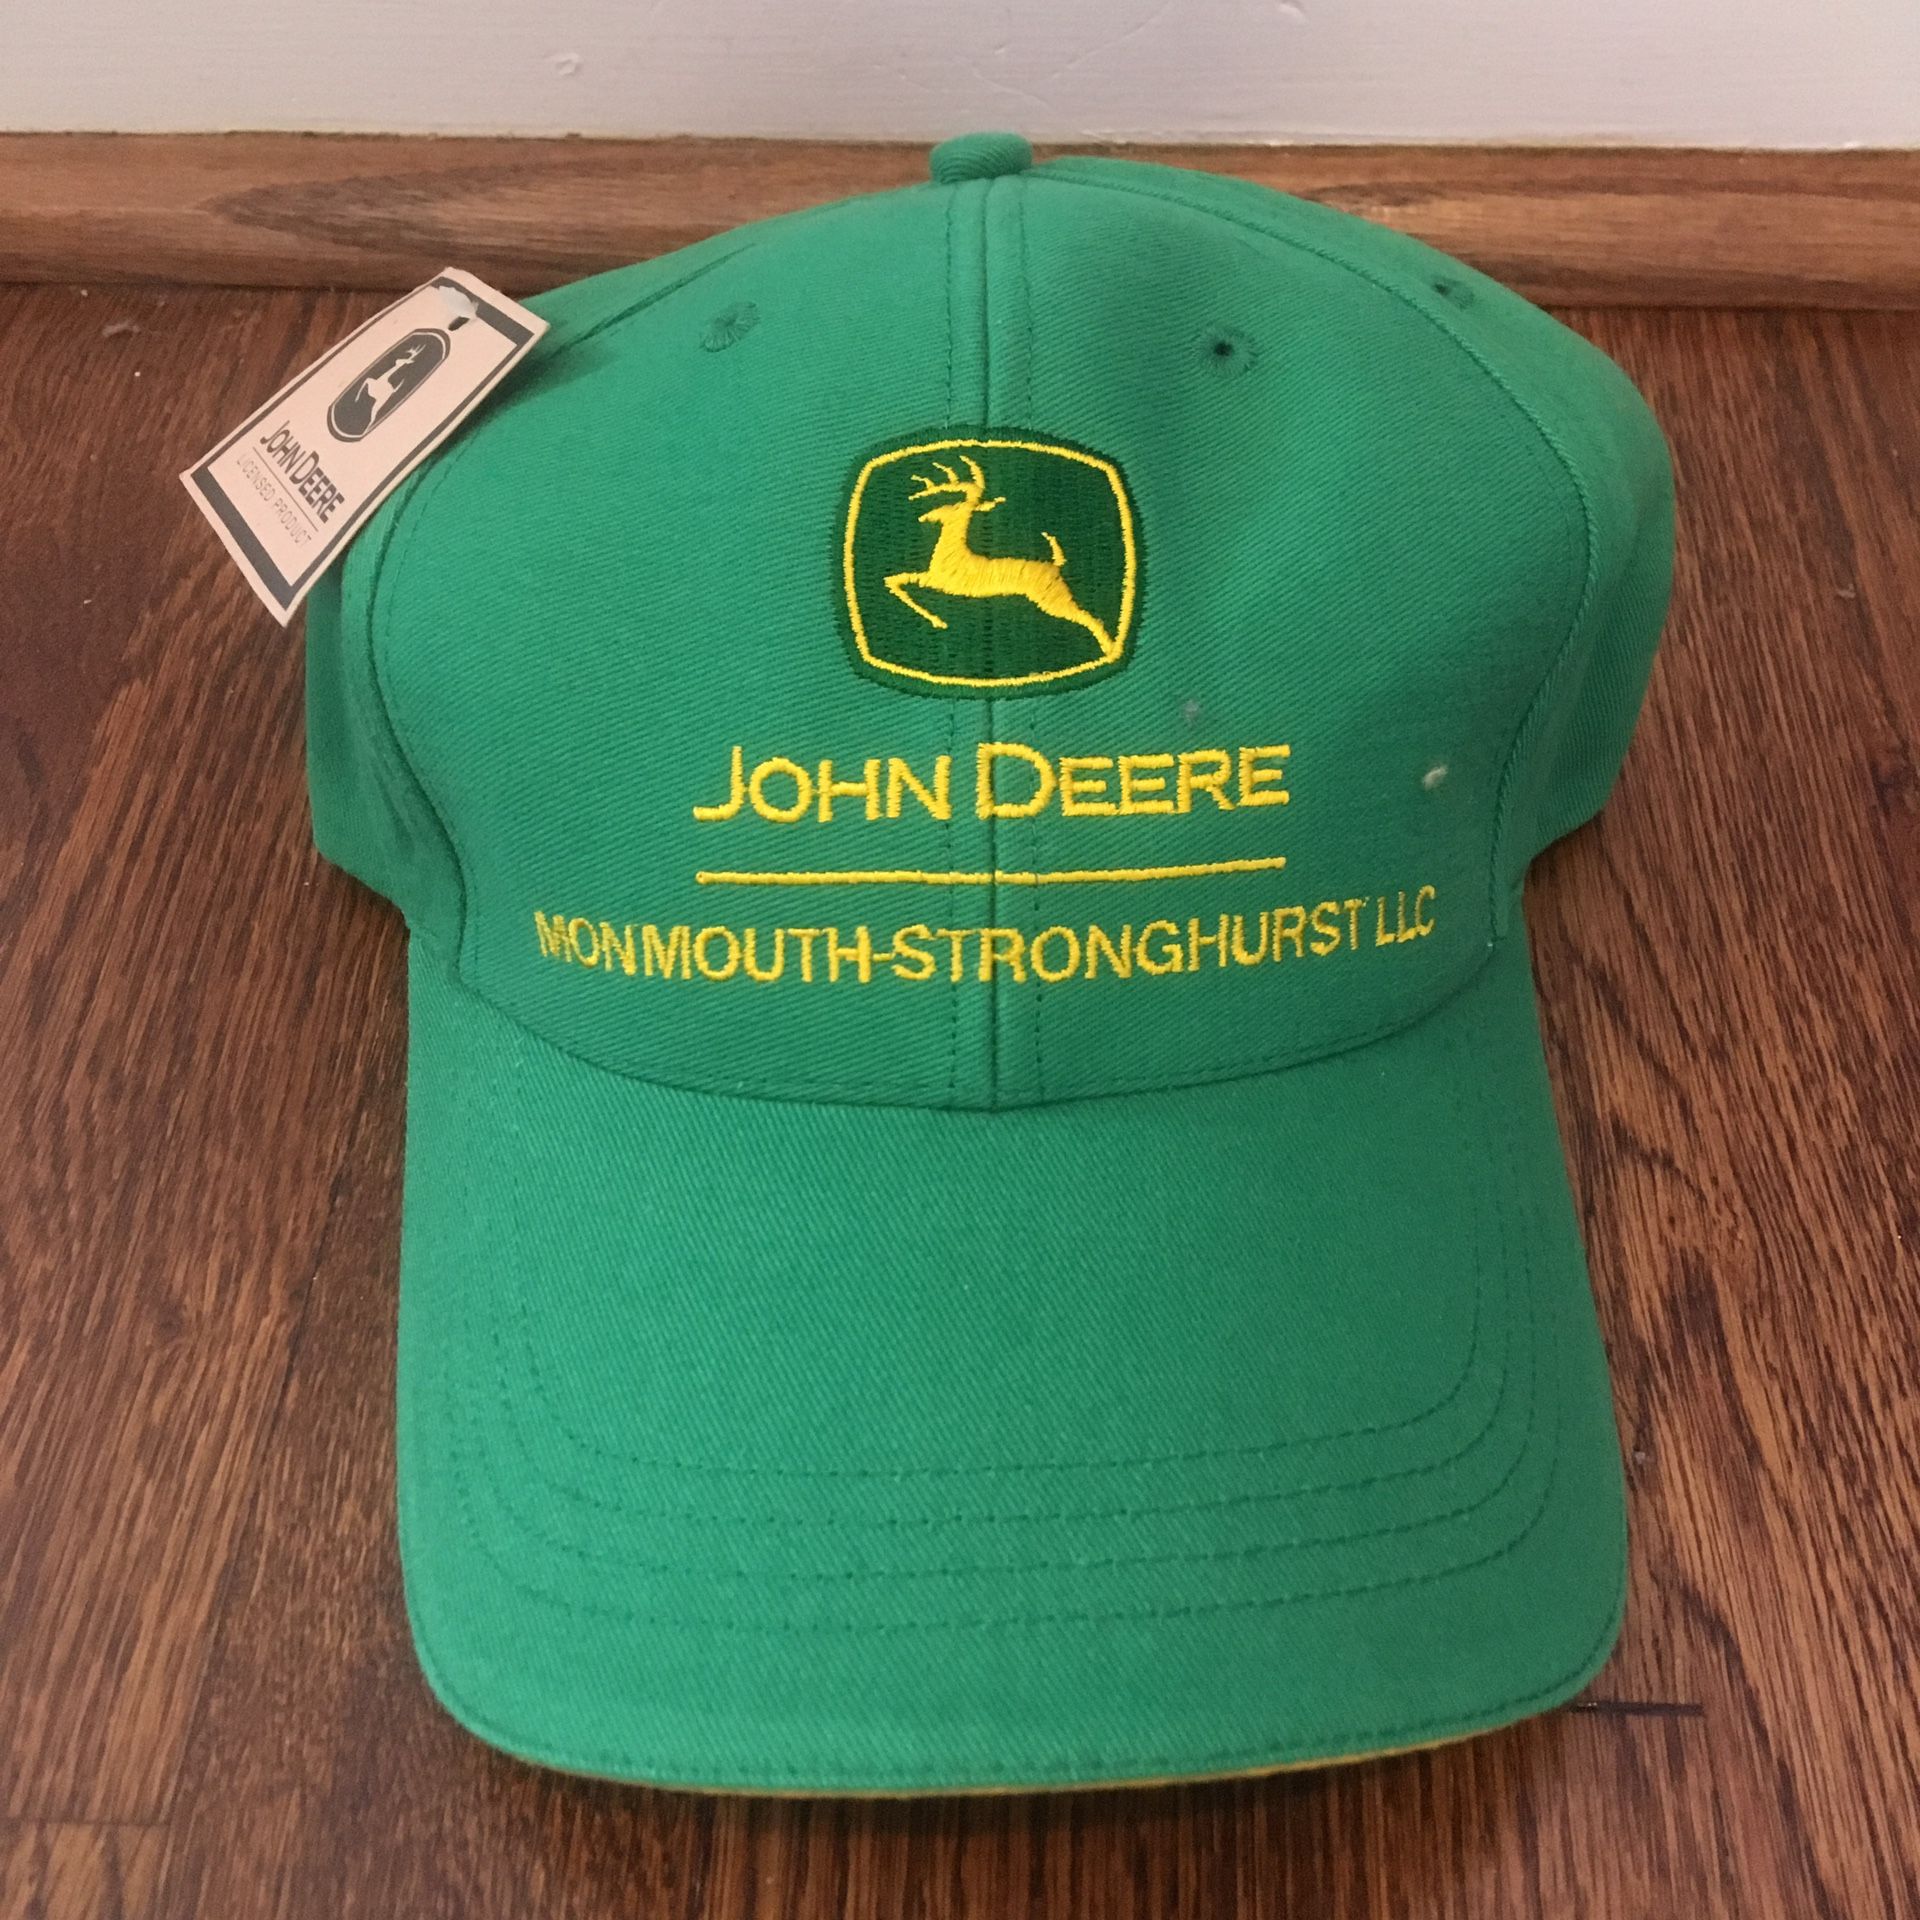 JOHN DEERE
LICENSED PRODUCT
JOHN DEERE
MONMOUTH-STRONGHURST LLC